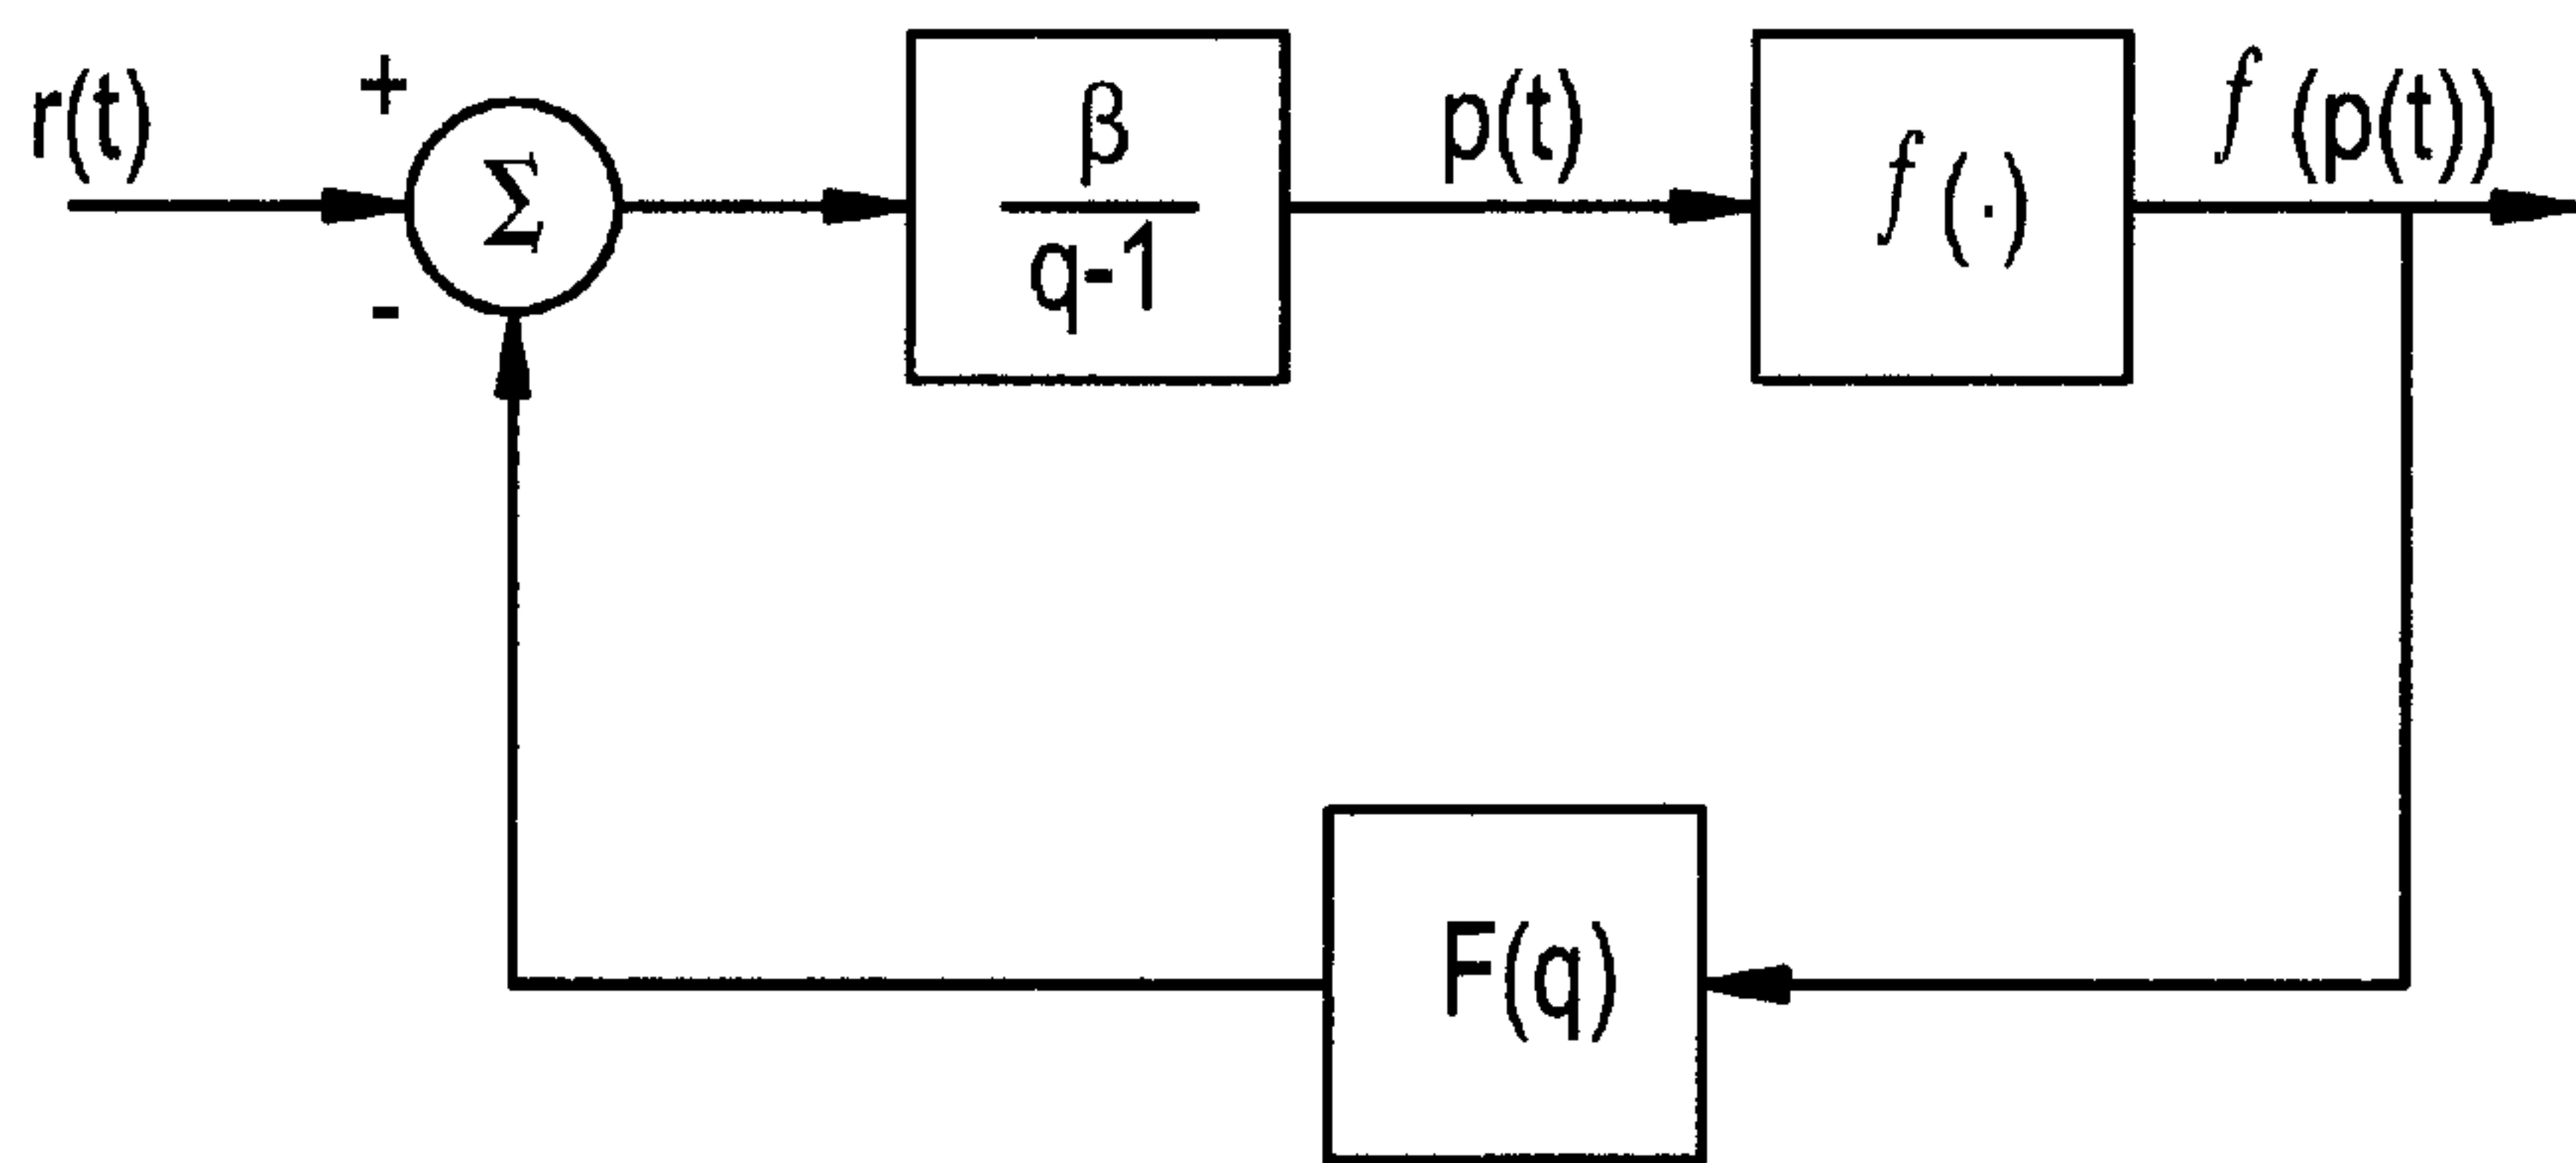 r(t)
+
Σ
-
β
q-1
p(t)
f(·)
f(p(t))
F(q)